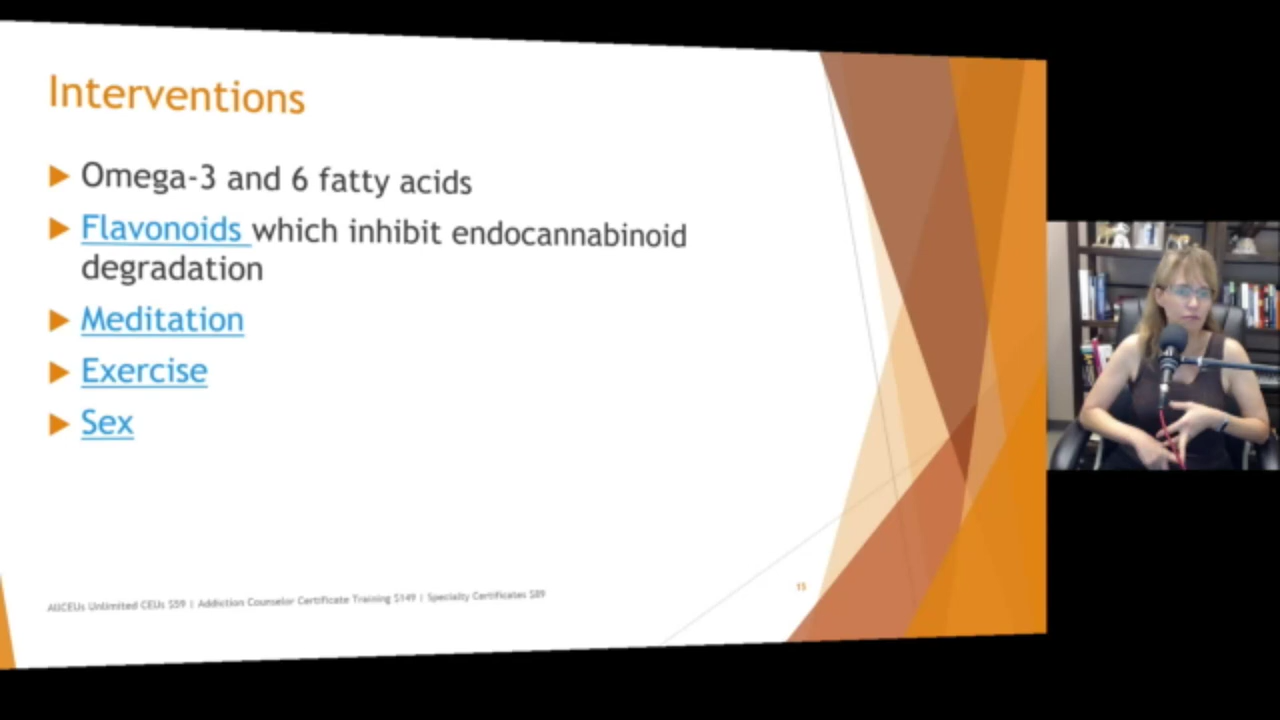 Interventions
Omega-3 and 6 fatty acids
Flavonoids which inhibit endocannabinoid
degradation
Meditation
Exercise
Sex
AllCEUs Unlimited CEUs $59 | Addiction Counselor Certificate Training $149 | Specialty Certificates $89
15